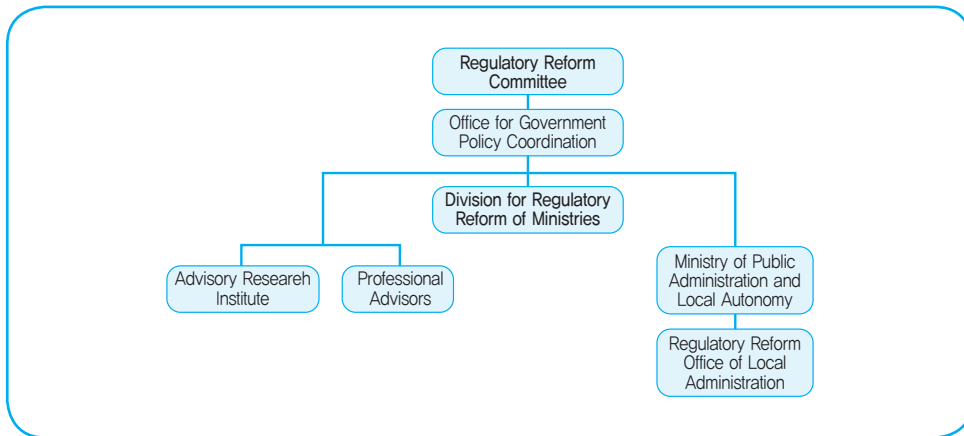 Regulatory Reform
Committee
Office for Government
Policy Coordination
Division for Regulatory
Reform of Ministries
Advisory Researeh
Institute
Professional
Advisors
Ministry of Public
Administration and
Local Autonomy
Regulatory Reform
Office of Local
Administration